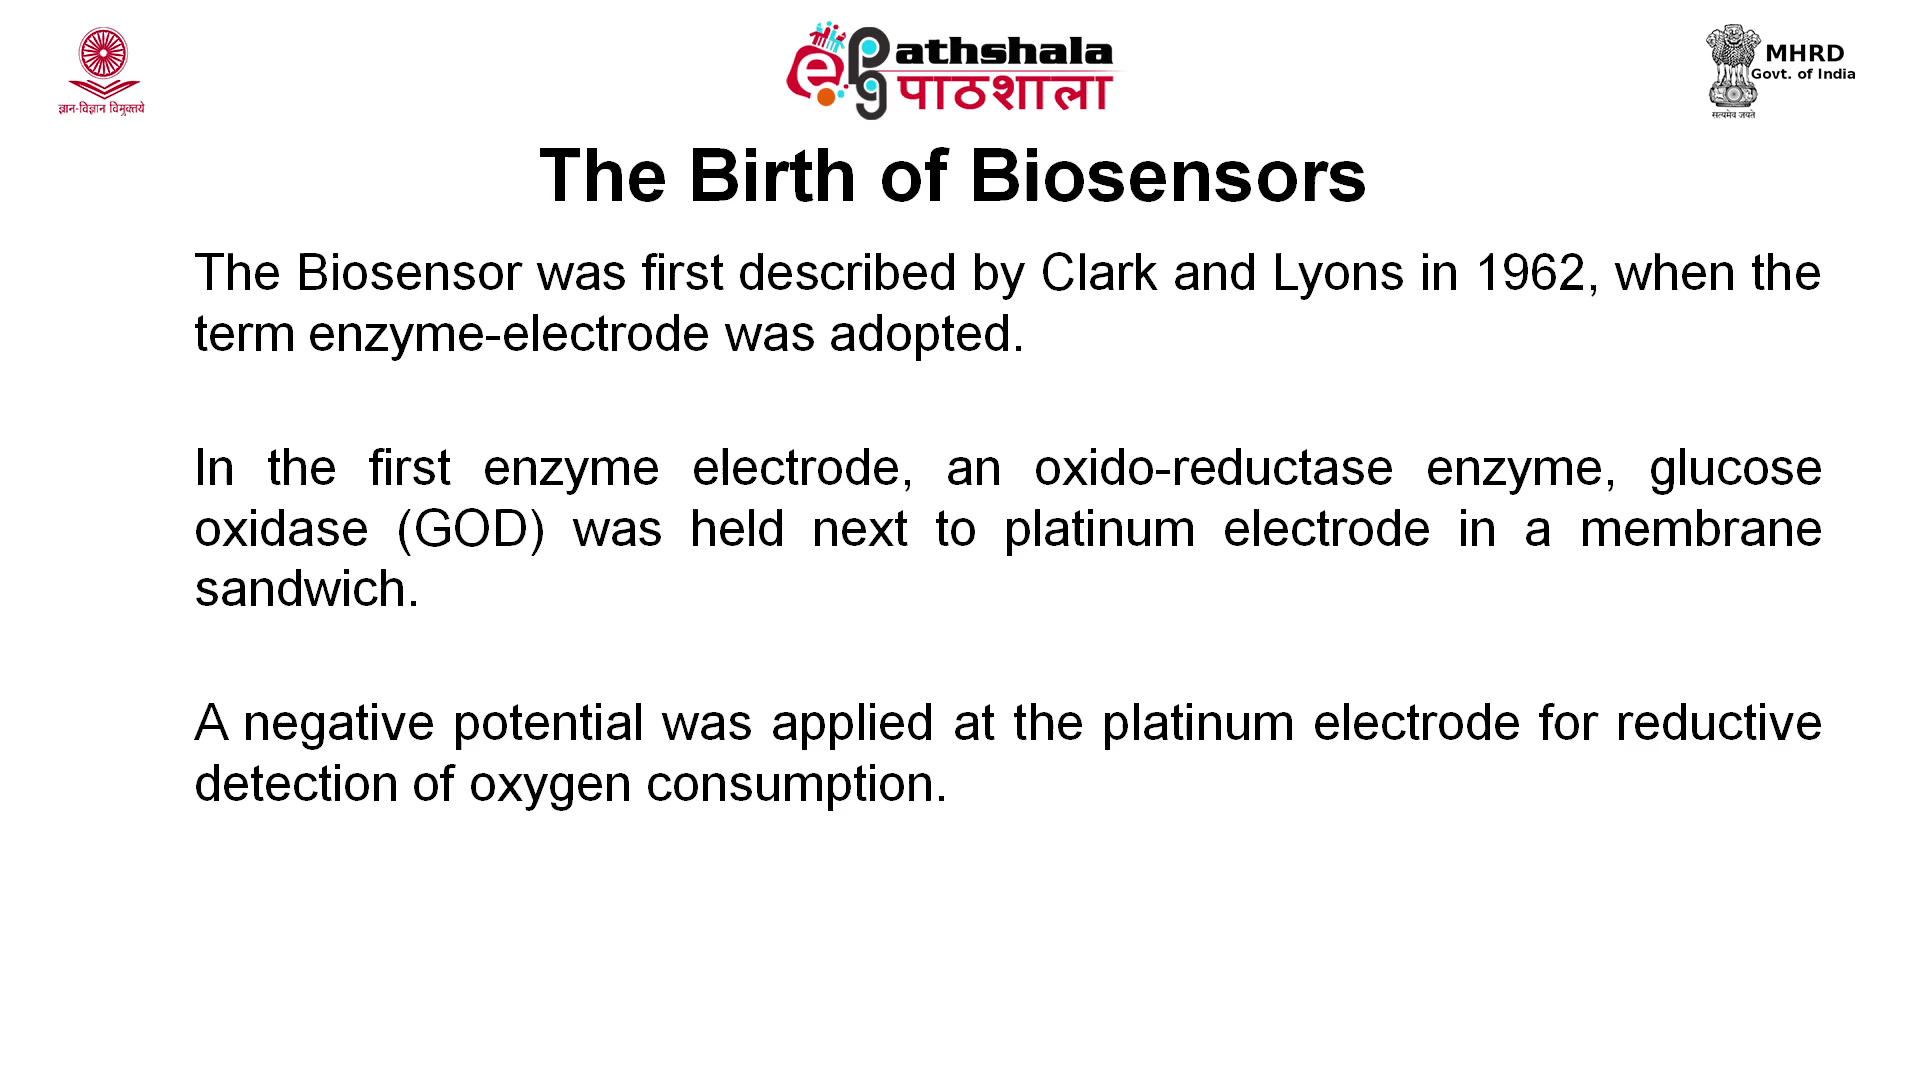 ज्ञान-विज्ञान विमुक्तये
ePG athshala
पाठशाला
MHRD
Govt. of India
सत्यमेव जयते
The Birth of Biosensors
The Biosensor was first described by Clark and Lyons in 1962, when the
term enzyme-electrode was adopted.
In the first enzyme electrode, an oxido-reductase enzyme, glucose
oxidase (GOD) was held next to platinum electrode in a membrane
sandwich.
A negative potential was applied at the platinum electrode for reductive
detection of oxygen consumption.